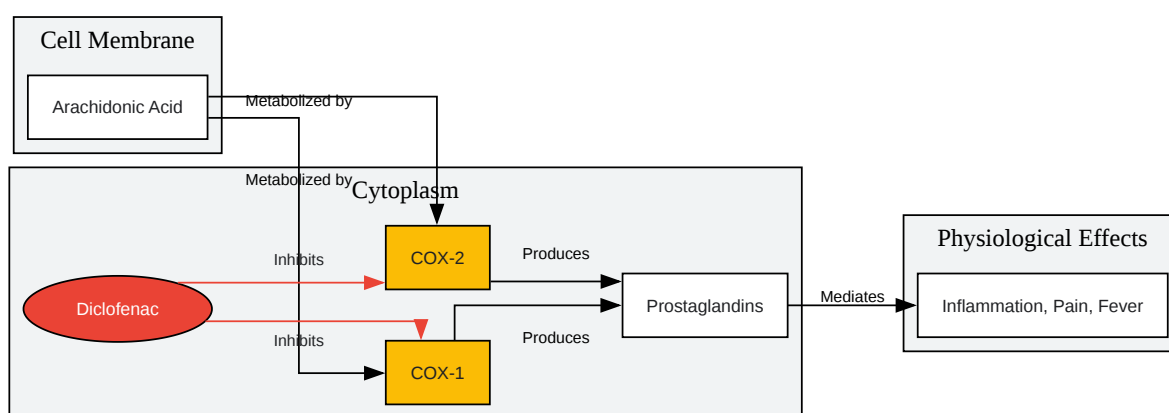 Cell Membrane
Arachidonic Acid
Metabolized by
Metabolized by
Cytoplasm
Inhibits
COX-2
Produces
Diclofenac
Inhibits
COX-1
Produces
Prostaglandins
Mediates
Physiological Effects
Inflammation, Pain, Fever